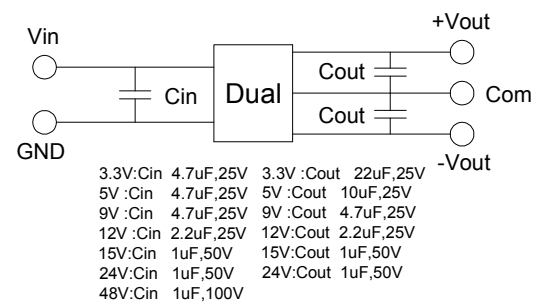 +Vout
Vin
Cout
Cin
Dual
Com
Cout
GND
-Vout
3.3V:Cin 4.7uF,25V 3.3V :Cout 22uF,25V
5V :Cin 4.7uF,25V 5V :Cout 10uF,25V
9V :Cin 4.7uF,25V 9V :Cout 4.7uF,25V
12V :Cin 2.2uF,25V 12V:Cout 2.2uF,25V
15V:Cin 1uF,50V 15V:Cout 1uF,50V
24V:Cin 1uF,50V 24V:Cout 1uF,50V
48V:Cin 1uF,100V